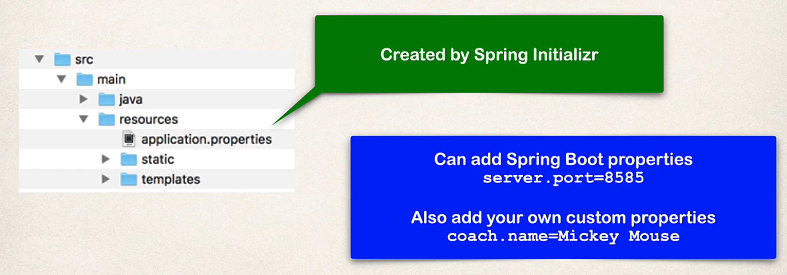 src
main
java
resources
application.properties
static
templates
Created by Spring Initializr
Can add Spring Boot properties
server.port=8585
Also add your own custom properties
coach.name=Mickey Mouse